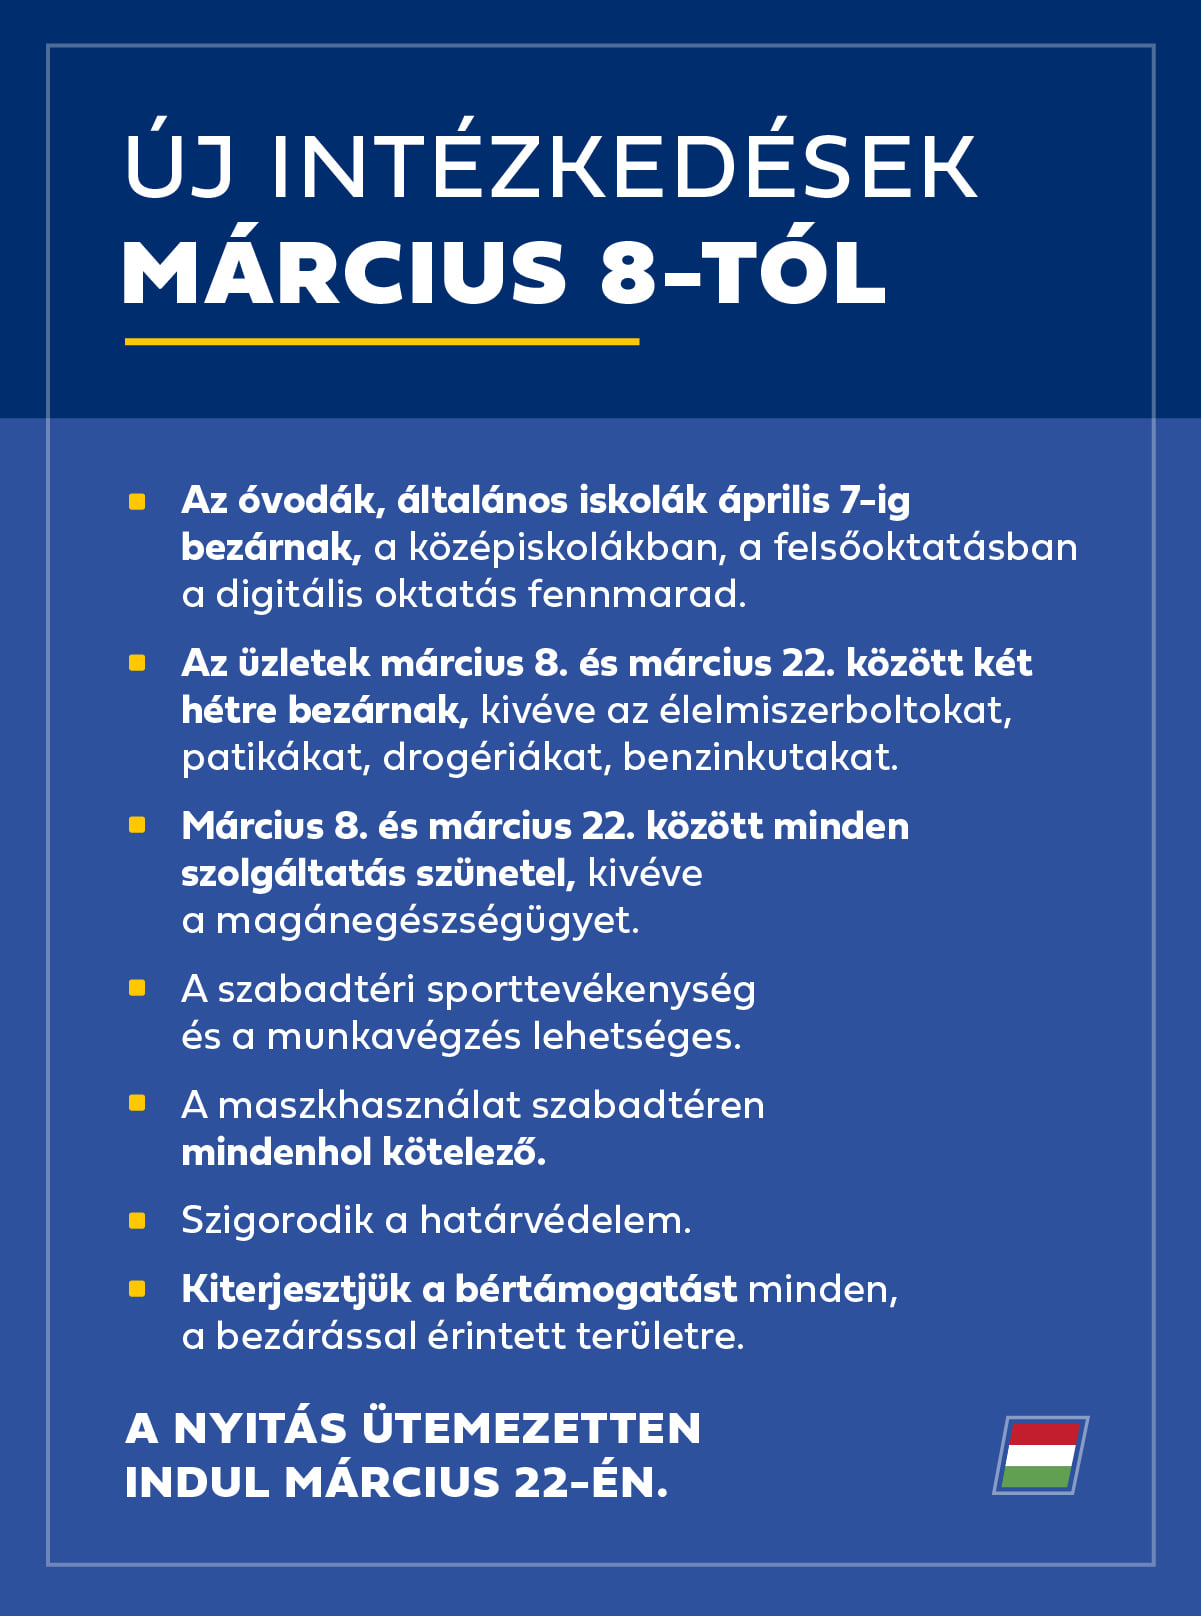 ÚJ INTÉZKEDÉSEK
MÁRCIUS 8-TÓL
Az óvodák, általános iskolák április 7-ig
bezárnak, a középiskolákban, a felsőoktatásban
a digitális oktatás fennmarad.
Az üzletek március 8. és március 22. között két
hétre bezárnak, kivéve az élelmiszerboltokat,
patikákat, drogériákat, benzinkutakat.
Március 8. és március 22. között minden
szolgáltatás szünetel, kivéve
a magánegészségügyet.
A szabadtéri sporttevékenység
és a munkavégzés lehetséges.
A maszkhasználat szabadtéren
mindenhol kötelező.
Szigorodik a határvédelem.
Kiterjesztjük a bértámogatást minden,
a bezárással érintett területre.
A NYITÁS ÜTEMEZETTEN
INDUL MÁRCIUS 22-ÉN.